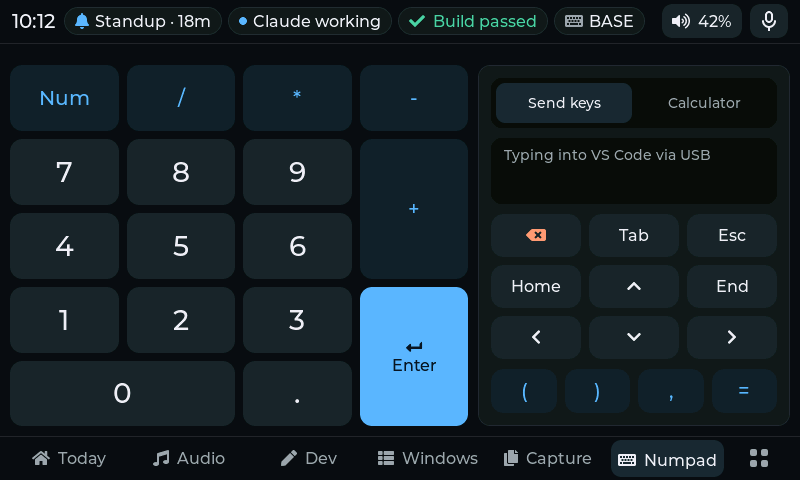 10:12 Standup · 18m Claude working Build passed BASE 42%
Num / * -
7 8 9
+
4 5 6
1 2 3
Enter
0 .
Send keys Calculator
Typing into VS Code via USB
Tab Esc
Home End
( ) , =
Today Audio Dev Windows Capture Numpad